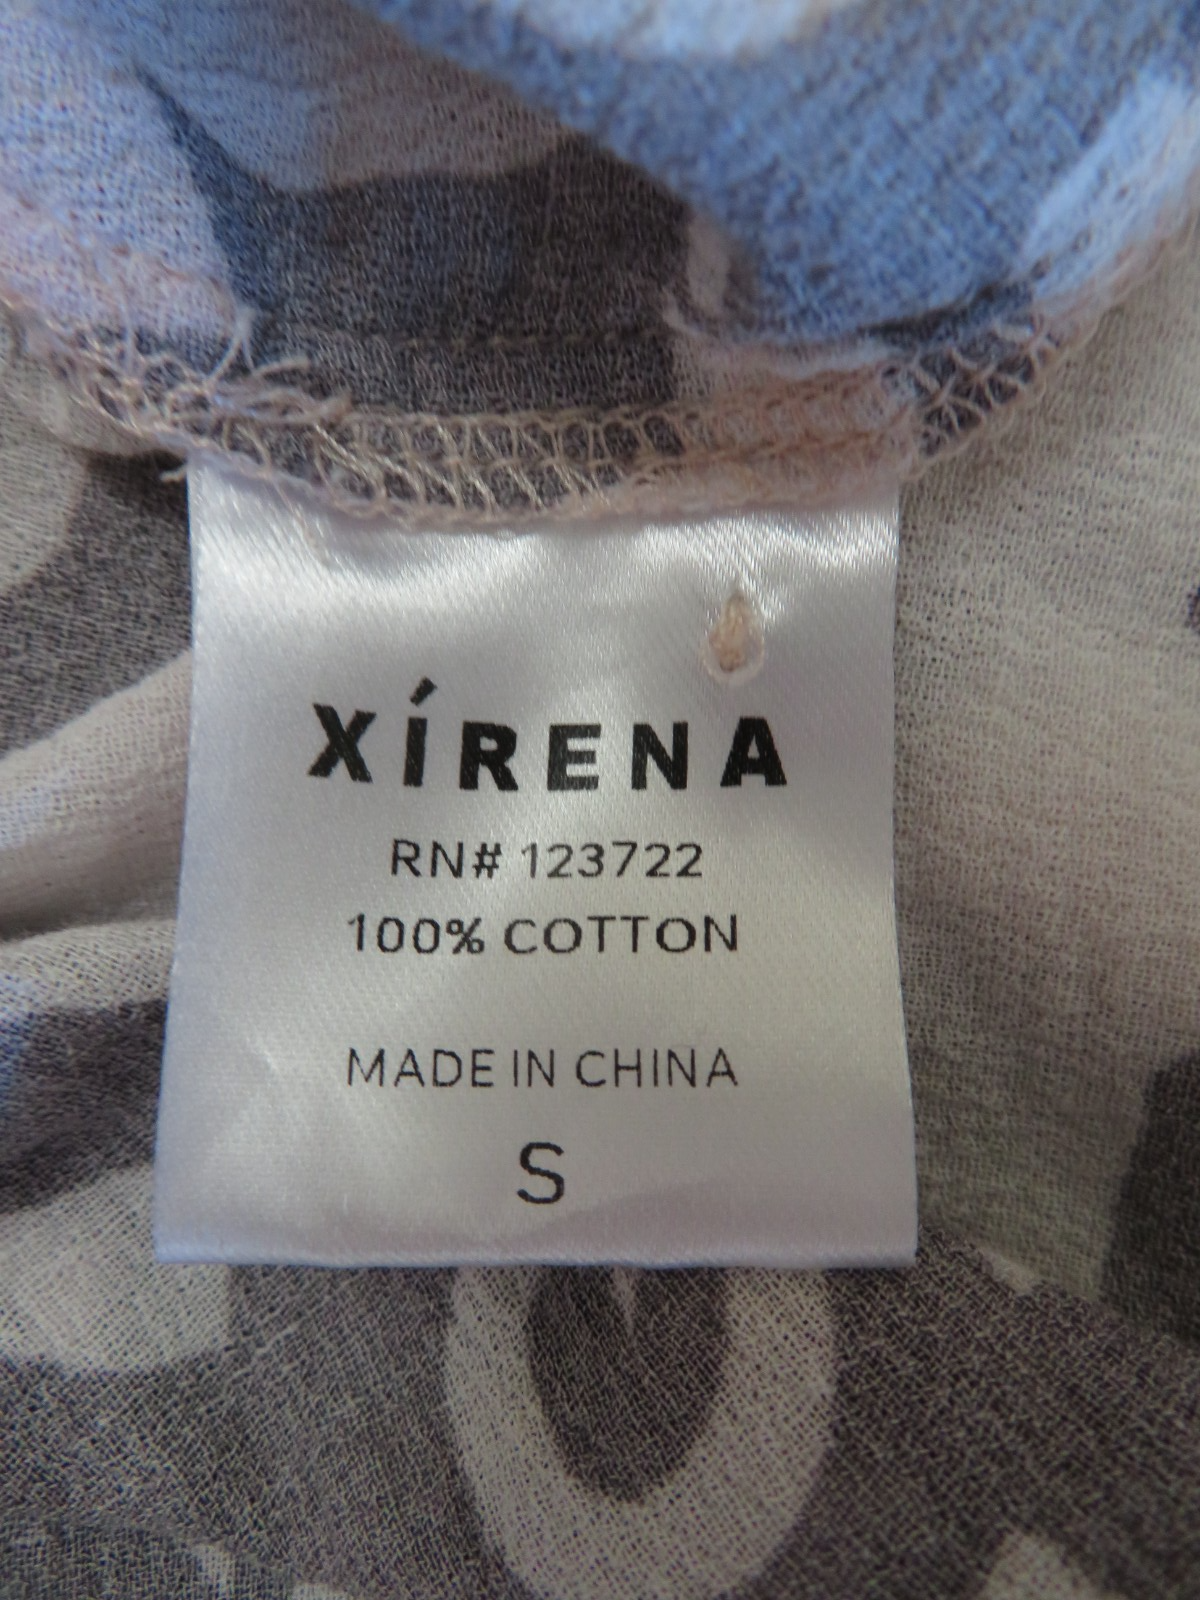 XÍRENA
RN# 123722
100% COTTON
MADE IN CHINA
S